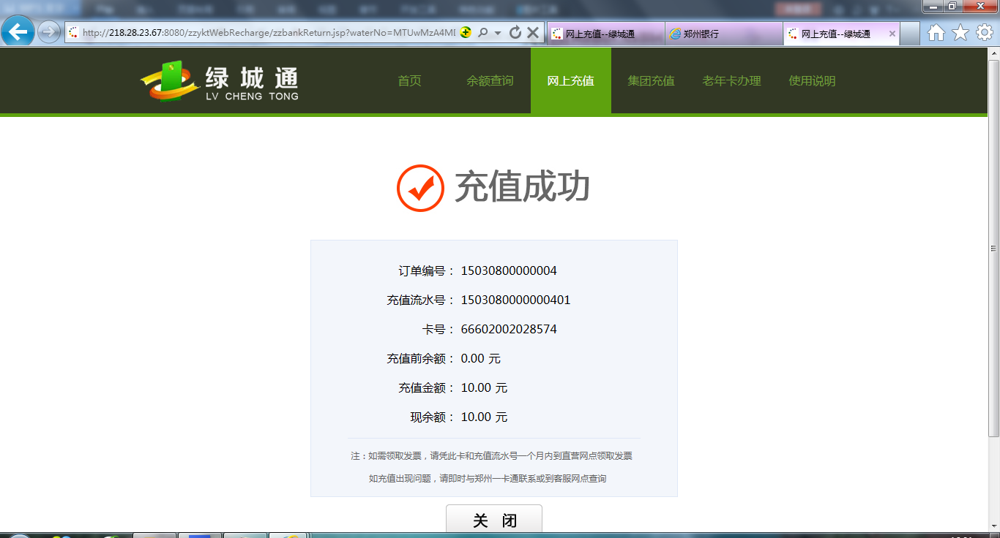 http://218.28.23.67:8080/zzyktWebRecharge/zzbankReturn.jsp?waterNo=MTUwMzA4MI
网上充值--绿城通
郑州银行
网上充值--绿城通
绿城通
LV CHENG TONG
首页
余额查询
网上充值
集团充值
老年卡办理
使用说明
充值成功
订单编号： 15030800000004
充值流水号： 1503080000000401
卡号： 66602002028574
充值前余额： 0.00 元
充值金额： 10.00 元
现余额： 10.00 元
注：如需领取发票，请凭此卡和充值流水号一个月内到直营网点领取发票
如充值出现问题，请即时与郑州一卡通联系或到客服网点查询
关 闭